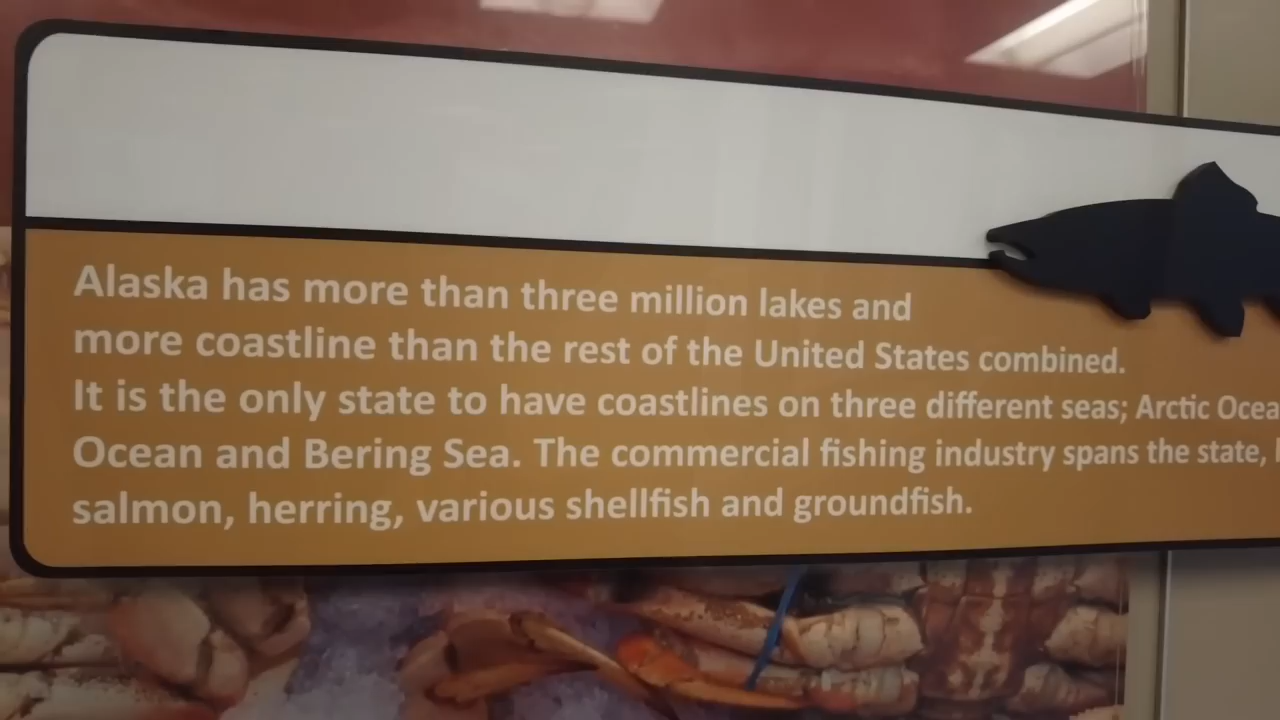 Alaska has more than three million lakes and
more coastline than the rest of the United States combined.
It is the only state to have coastlines on three different seas; Arctic
Ocean and Bering Sea. The commercial fishing industry spans the state,
salmon, herring, various shellfish and groundfish.